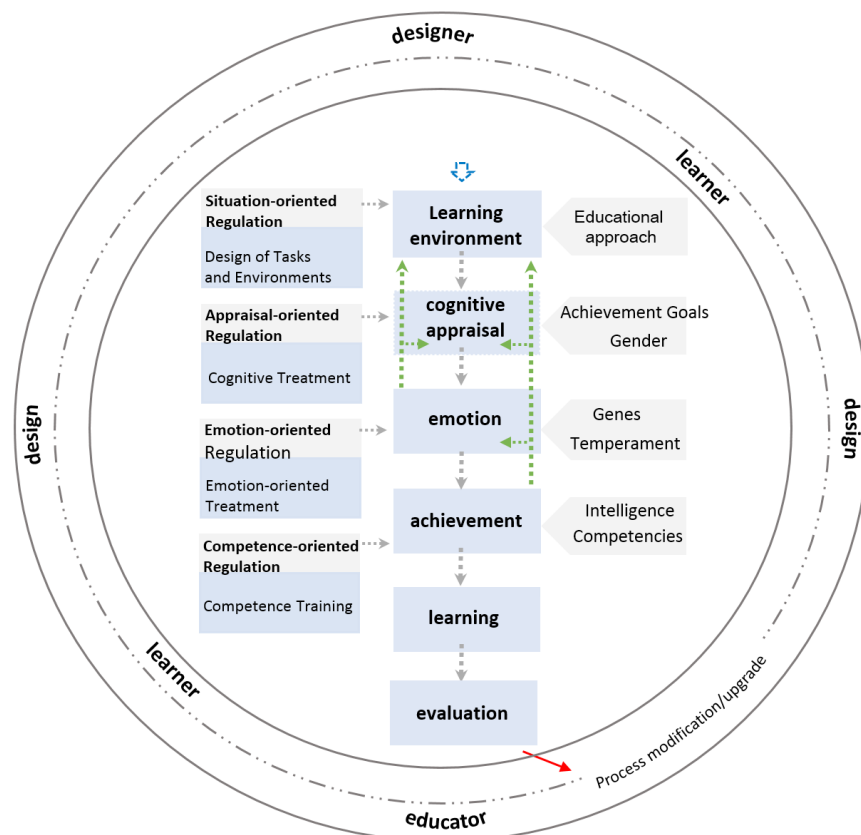 designer
learner
Situation-oriented
Regulation
Design of Tasks
and Environments
Learning
environment
Educational
approach
Appraisal-oriented
Regulation
Cognitive Treatment
cognitive
appraisal
Achievement Goals
Gender
design
design
Emotion-oriented
Regulation
Emotion-oriented
Treatment
emotion
Genes
Temperament
Competence-oriented
Regulation
Competence Training
achievement
Intelligence
Competencies
learning
learner
evaluation
Process modification/upgrade
educator